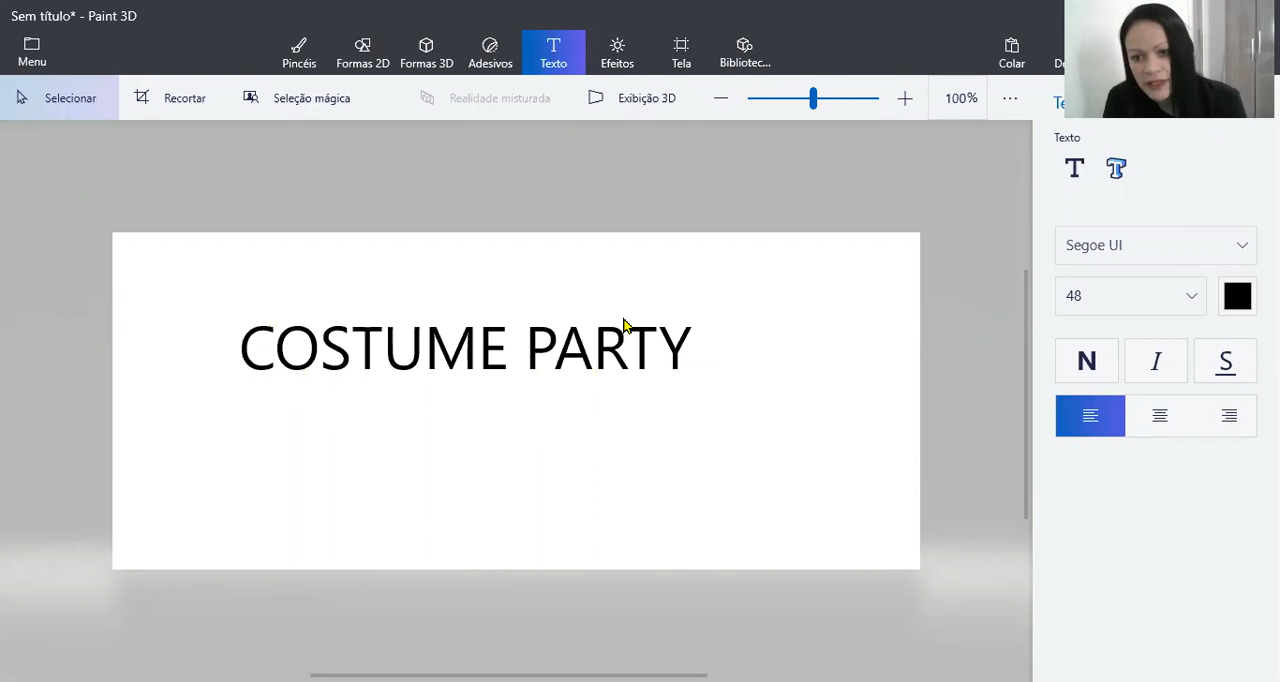 Sem título* - Paint 3D
Menu
Pincéis
Formas 2D
Formas 3D
Adesivos
Texto
Efeitos
Tela
Bibliotec...
Colar
Selecionar
Recortar
Seleção mágica
Realidade misturada
Exibição 3D
100%
Texto
T T
Segoe UI
48
N I S
COSTUME PARTY